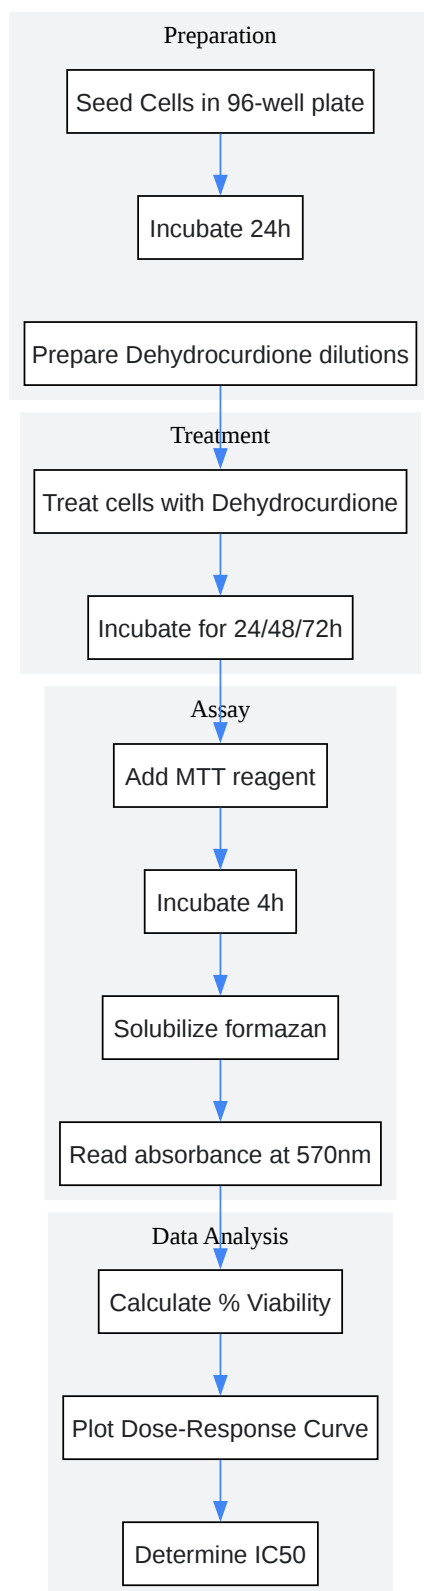 Preparation
Seed Cells in 96-well plate
Incubate 24h
Prepare Dehydrocurdione dilutions
Treatment
Treat cells with Dehydrocurdione
Incubate for 24/48/72h
Assay
Add MTT reagent
Incubate 4h
Solubilize formazan
Read absorbance at 570nm
Data Analysis
Calculate % Viability
Plot Dose-Response Curve
Determine IC50